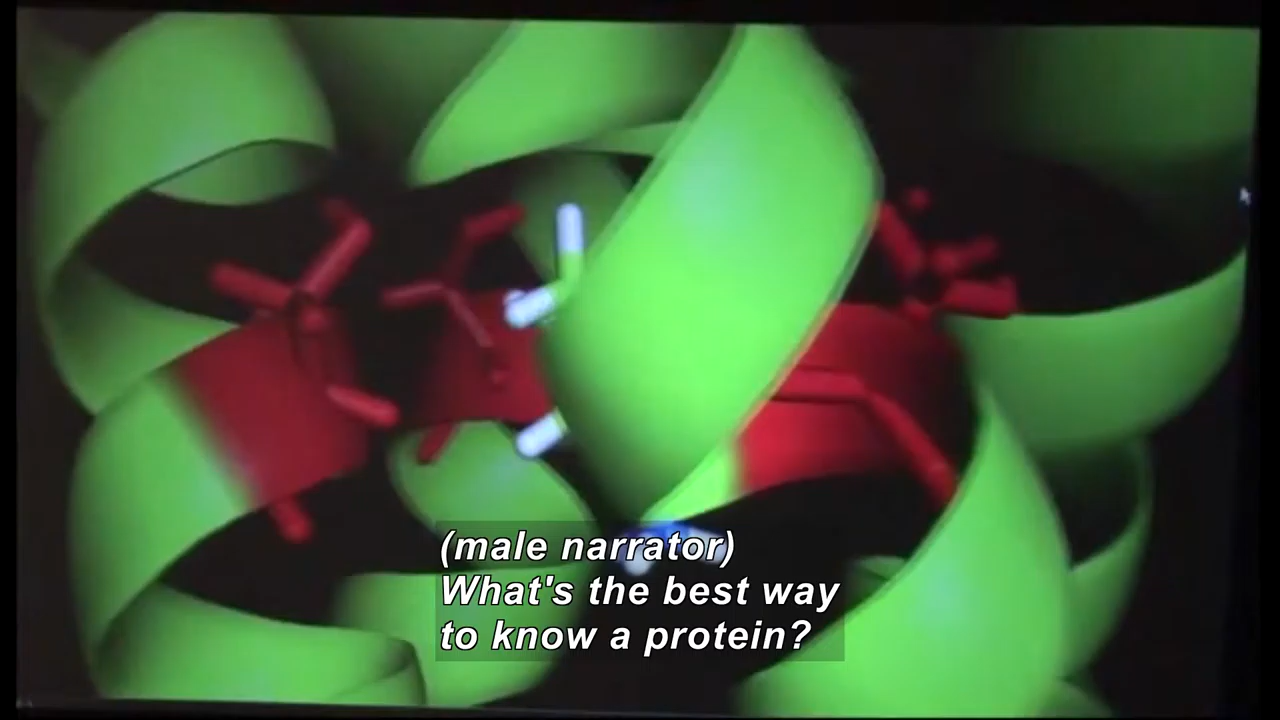 (male narrator)
What's the best way
to know a protein?